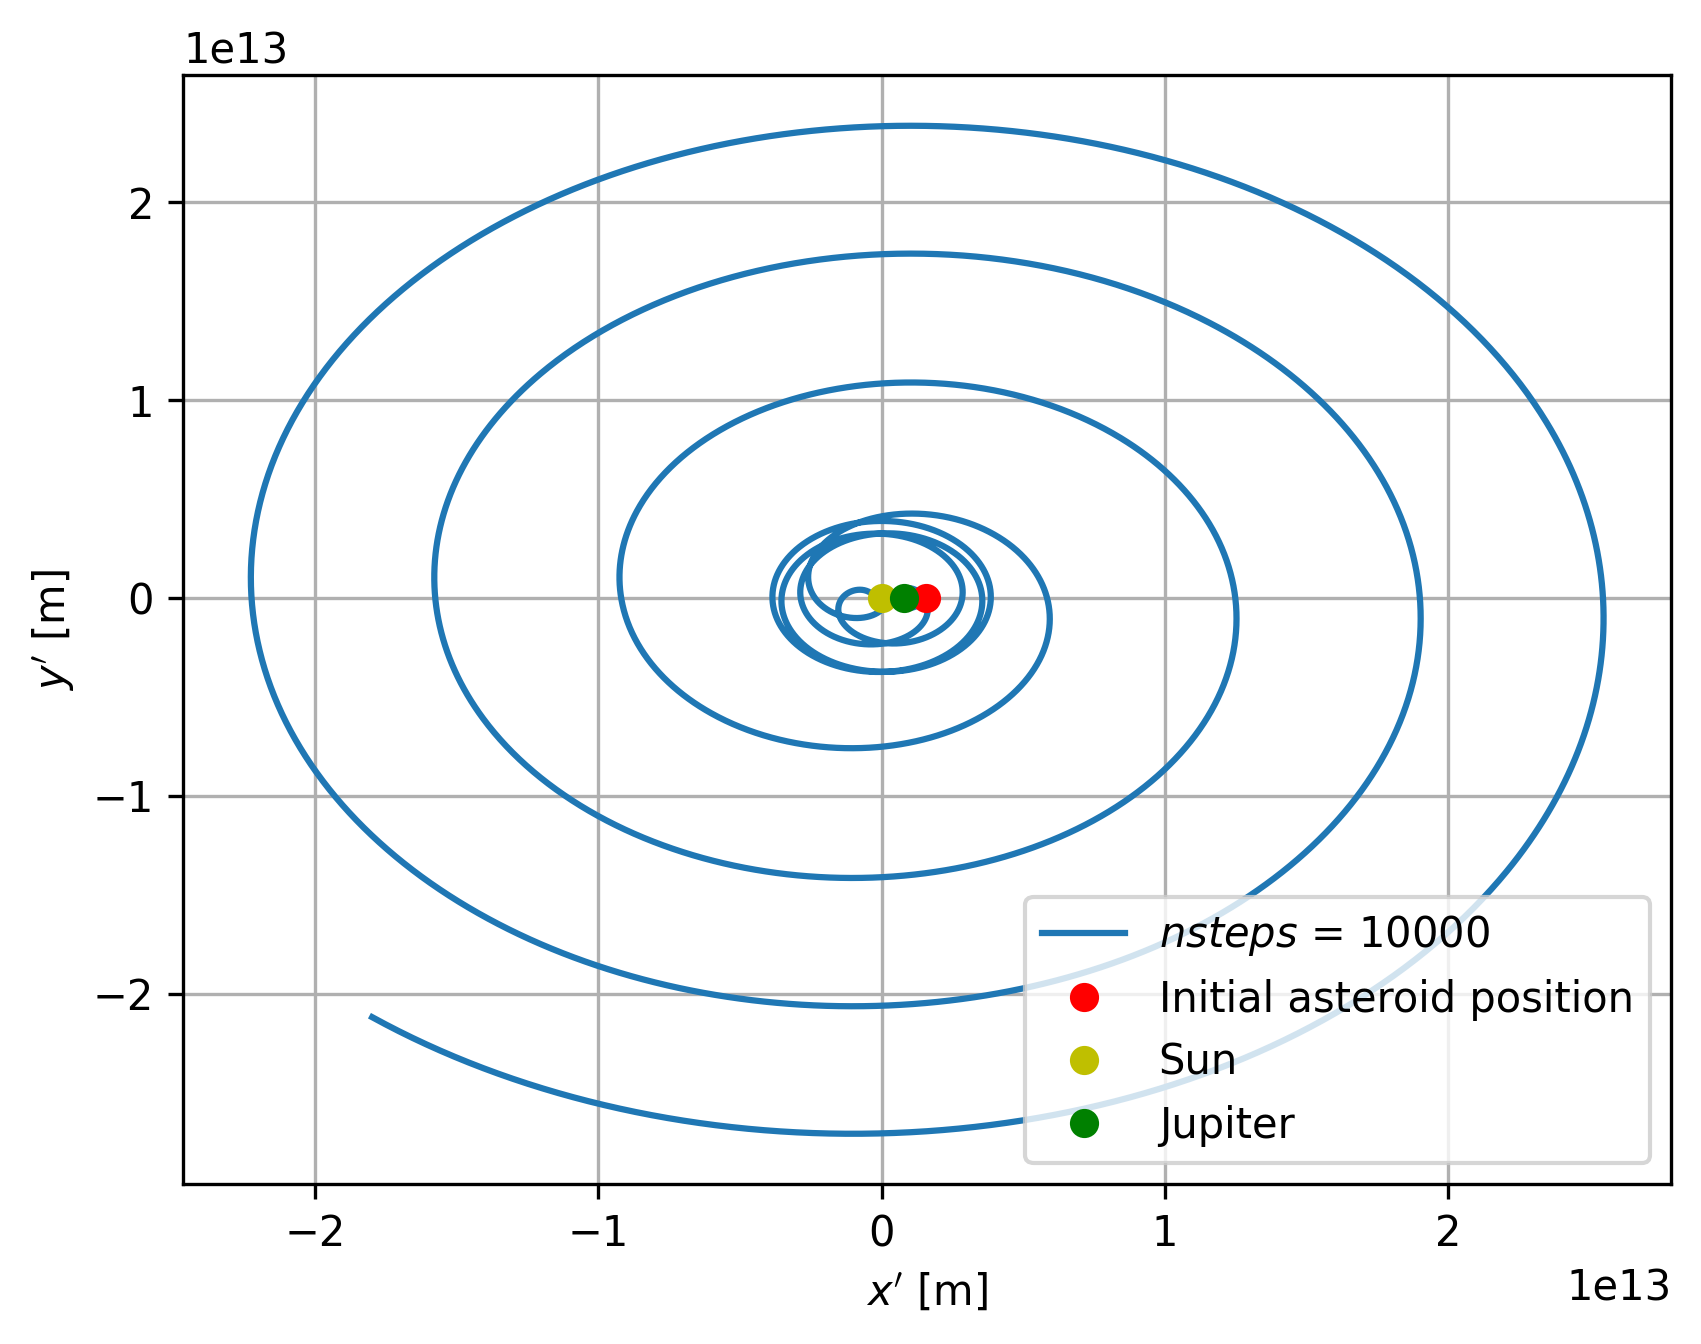 1e13
2
1
0
−1
−2
y′ [m]
nsteps = 10000
Initial asteroid position
Sun
Jupiter
−2
−1
0
1
2
x′ [m]
1e13